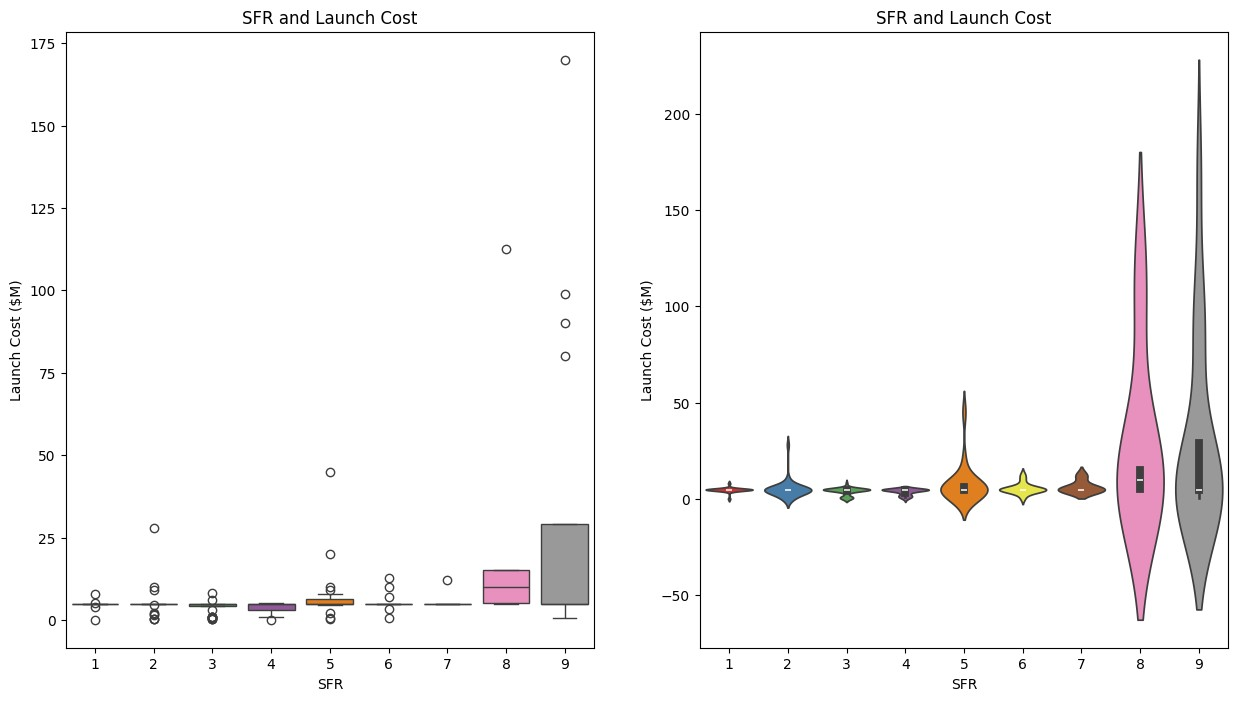 SFR and Launch Cost
175
150
125
100
75
50
25
0
Launch Cost ($M)
1 2 3 4 5 6 7 8 9
SFR
SFR and Launch Cost
200
150
100
50
0
−50
Launch Cost ($M)
1 2 3 4 5 6 7 8 9
SFR